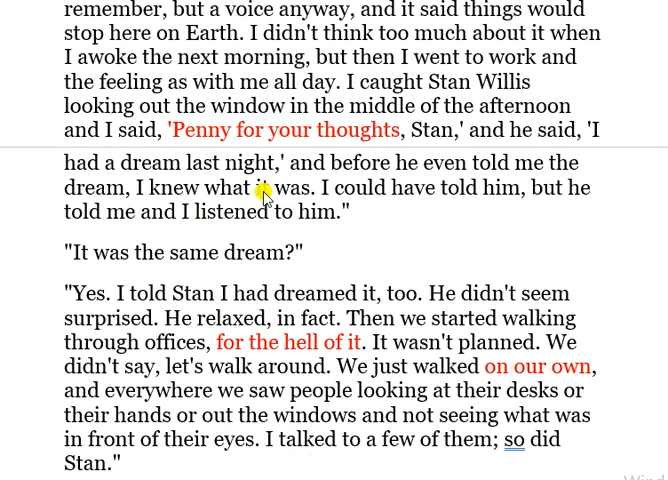 remember, but a voice anyway, and it said things would
stop here on Earth. I didn't think too much about it when
I awoke the next morning, but then I went to work and
the feeling as with me all day. I caught Stan Willis
looking out the window in the middle of the afternoon
and I said, 'Penny for your thoughts, Stan,' and he said, 'I
had a dream last night,' and before he even told me the
dream, I knew what it was. I could have told him, but he
told me and I listened to him."
"It was the same dream?"
"Yes. I told Stan I had dreamed it, too. He didn't seem
surprised. He relaxed, in fact. Then we started walking
through offices, for the hell of it. It wasn't planned. We
didn't say, let's walk around. We just walked on our own,
and everywhere we saw people looking at their desks or
their hands or out the windows and not seeing what was
in front of their eyes. I talked to a few of them; so did
Stan."